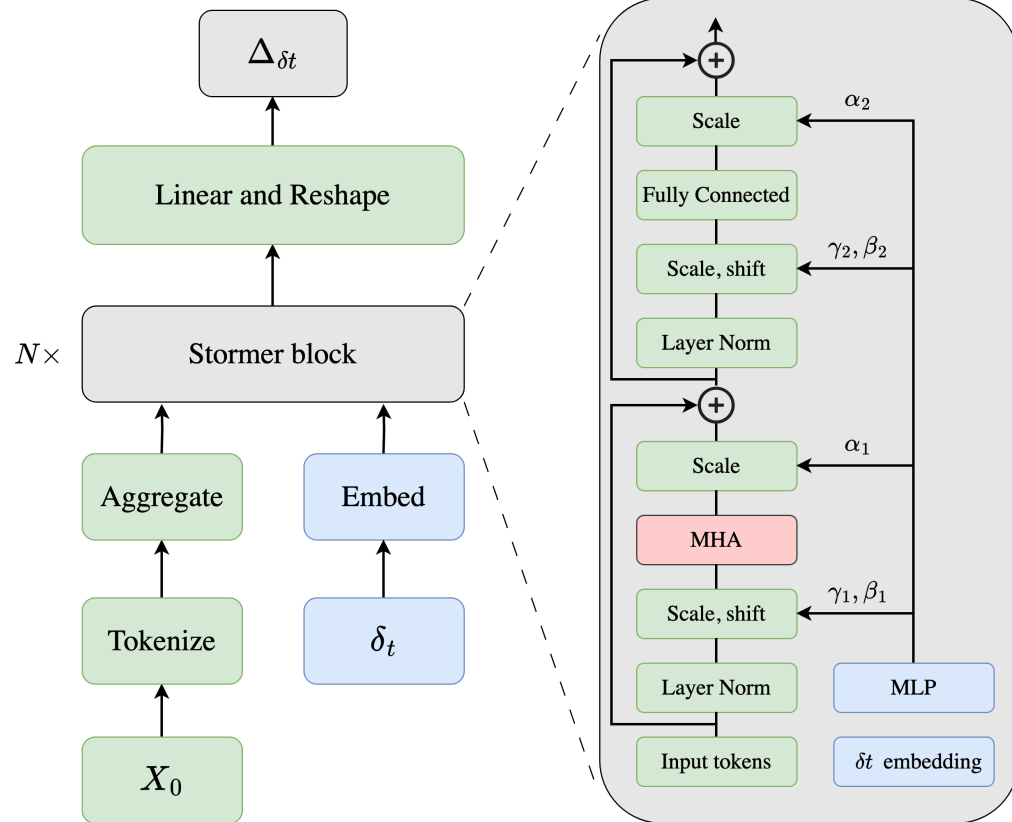 Δ_δt
Linear and Reshape
N×
Stormer block
Aggregate
Embed
Tokenize
δ_t
X_0
α_2
Scale
Fully Connected
γ_2, β_2
Scale, shift
Layer Norm
α_1
Scale
MHA
γ_1, β_1
Scale, shift
Layer Norm
MLP
Input tokens
δt embedding